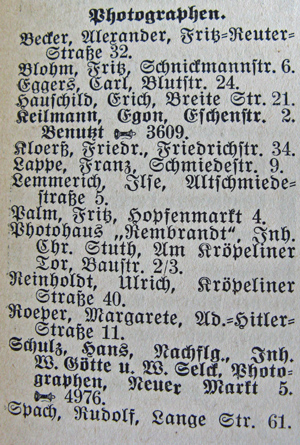 Photographen.
Becker, Alexander, Fritz-Reuter-
Straße 32.
Blohm, Fritz, Schnickmannstr. 6.
Eggers, Carl, Blutstr. 24.
Hauschild, Erich, Breite Str. 21.
Keilmann, Egon, Eschenstr. 2.
Benutzt 3609.
Kloerß, Friedr., Friedrichstr. 34.
Lappe, Franz, Schmiedestr. 9.
Lemmerich, Ilse, Altschmiede-
straße 5.
Palm, Fritz, Hopfenmarkt 4.
Photohaus „Rembrandt“, Inh.
Chr. Stuth, Am Kröpeliner
Tor, Baustr. 2/3.
Reinholdt, Ulrich, Kröpeliner
Straße 40.
Roeper, Margarete, Ad.-Hitler-
Straße 11.
Schulz, Hans, Nachflg., Inh.
W. Götte u. W. Selck, Photo-
graphen, Neuer Markt 5.
4976.
Spach, Rudolf, Lange Str. 61.